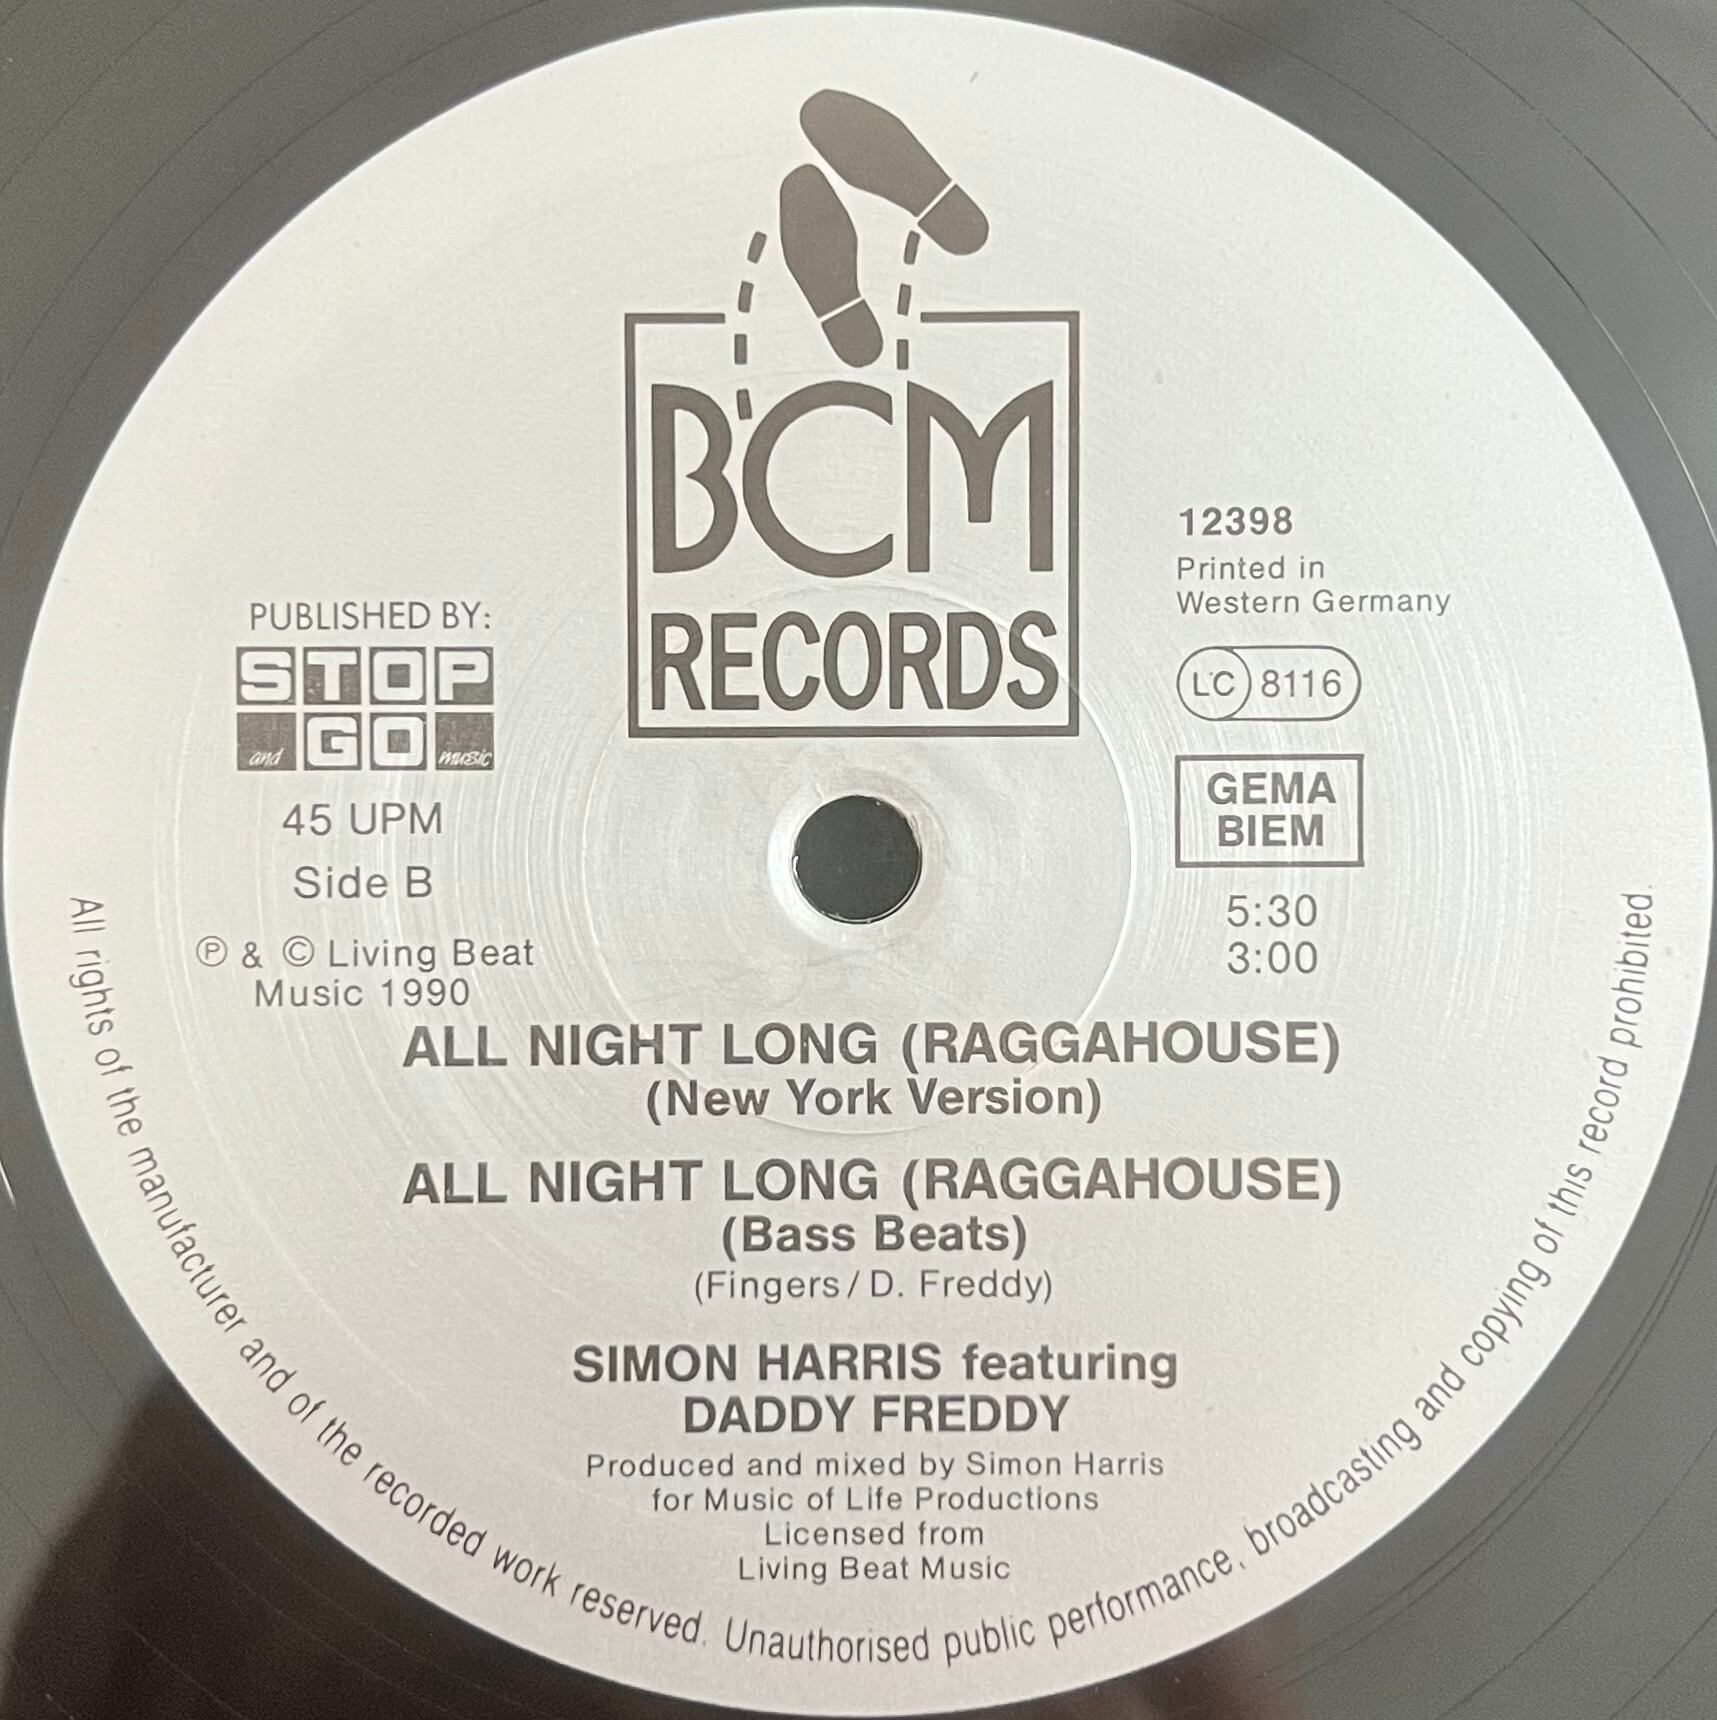 BCM
RECORDS
PUBLISHED BY:
STOP
and GO music
45 UPM
Side B
Ⓟ & © Living Beat
Music 1990
12398
Printed in
Western Germany
LC 8116
GEMA
BIEM
5:30
3:00
ALL NIGHT LONG (RAGGAHOUSE)
(New York Version)
ALL NIGHT LONG (RAGGAHOUSE)
(Bass Beats)
(Fingers / D. Freddy)
SIMON HARRIS featuring
DADDY FREDDY
Produced and mixed by Simon Harris
for Music of Life Productions
Licensed from
Living Beat Music
All rights of the manufacturer and of the recorded work reserved. Unauthorised public performance, broadcasting and copying of this record prohibited.